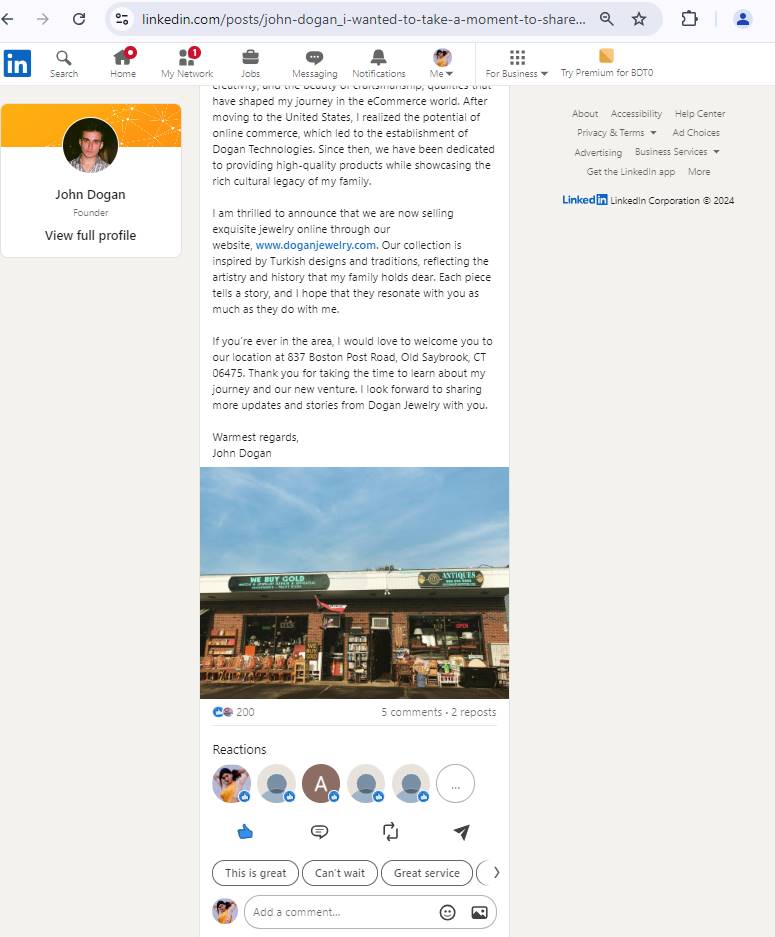 linkedin.com/posts/john-dogan_i-wanted-to-take-a-moment-to-share...
in
Search
Home
1
My Network
Jobs
Messaging
Notifications
Me
For Business
Try Premium for BDT0
creativity, and the beauty of craftsmanship, qualities that
have shaped my journey in the eCommerce world. After
moving to the United States, I realized the potential of
online commerce, which led to the establishment of
Dogan Technologies. Since then, we have been dedicated
to providing high-quality products while showcasing the
rich cultural legacy of my family.
I am thrilled to announce that we are now selling
exquisite jewelry online through our
website, www.doganjewelry.com. Our collection is
inspired by Turkish designs and traditions, reflecting the
artistry and history that my family holds dear. Each piece
tells a story, and I hope that they resonate with you as
much as they do with me.
If you're ever in the area, I would love to welcome you to
our location at 837 Boston Post Road, Old Saybrook, CT
06475. Thank you for taking the time to learn about my
journey and our new venture. I look forward to sharing
more updates and stories from Dogan Jewelry with you.
Warmest regards,
John Dogan
John Dogan
Founder
View full profile
About Accessibility Help Center
Privacy & Terms Ad Choices
Advertising Business Services
Get the LinkedIn app More
LinkedIn LinkedIn Corporation © 2024
WE BUY GOLD
ANTIQUES
OPEN
200
5 comments • 2 reposts
Reactions
A
...
This is great
Can't wait
Great service
Add a comment...